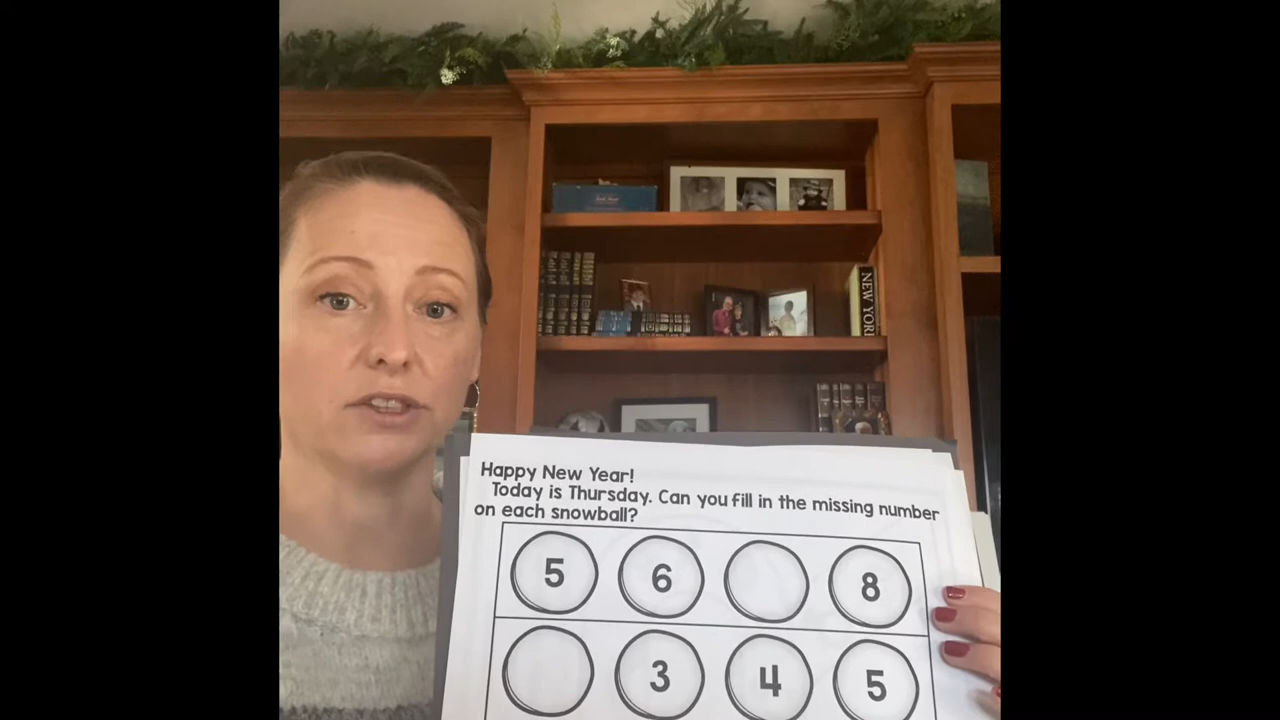 NEW YOR
Happy New Year!
Today is Thursday. Can you fill in the missing number
on each snowball?
5 6 8
3 4 5